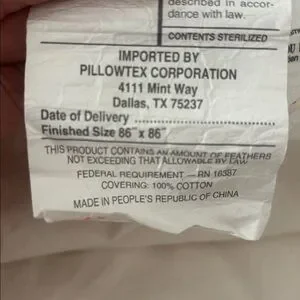 described in accor-
dance with law.
CONTENTS STERILIZED
IMPORTED BY
PILLOWTEX CORPORATION
4111 Mint Way
Dallas, TX 75237
Date of Delivery
Finished Size 86" x 86"
THIS PRODUCT CONTAINS AN AMOUNT OF FEATHERS
NOT EXCEEDING THAT ALLOWABLE BY LAW
FEDERAL REQUIREMENT — RN 16387
COVERING: 100% COTTON
MADE IN PEOPLE'S REPUBLIC OF CHINA